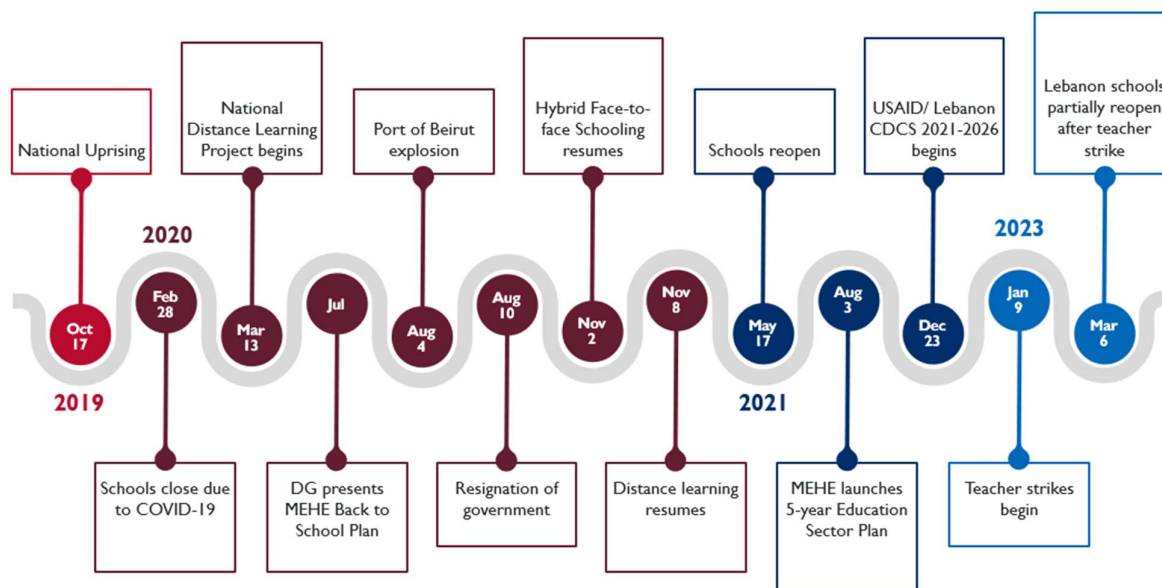 National Uprising
National
Distance Learning
Project begins
Port of Beirut
explosion
Hybrid Face-to-
face Schooling
resumes
Schools reopen
USAID/ Lebanon
CDCS 2021-2026
begins
Lebanon schools
partially reopen
after teacher
strike
2020
2023
Oct
17
Feb
28
Mar
13
Jul
Aug
4
Aug
10
Nov
2
Nov
8
May
17
Aug
3
Dec
23
Jan
9
Mar
6
2019
2021
Schools close due
to COVID-19
DG presents
MEHE Back to
School Plan
Resignation of
government
Distance learning
resumes
MEHE launches
5-year Education
Sector Plan
Teacher strikes
begin